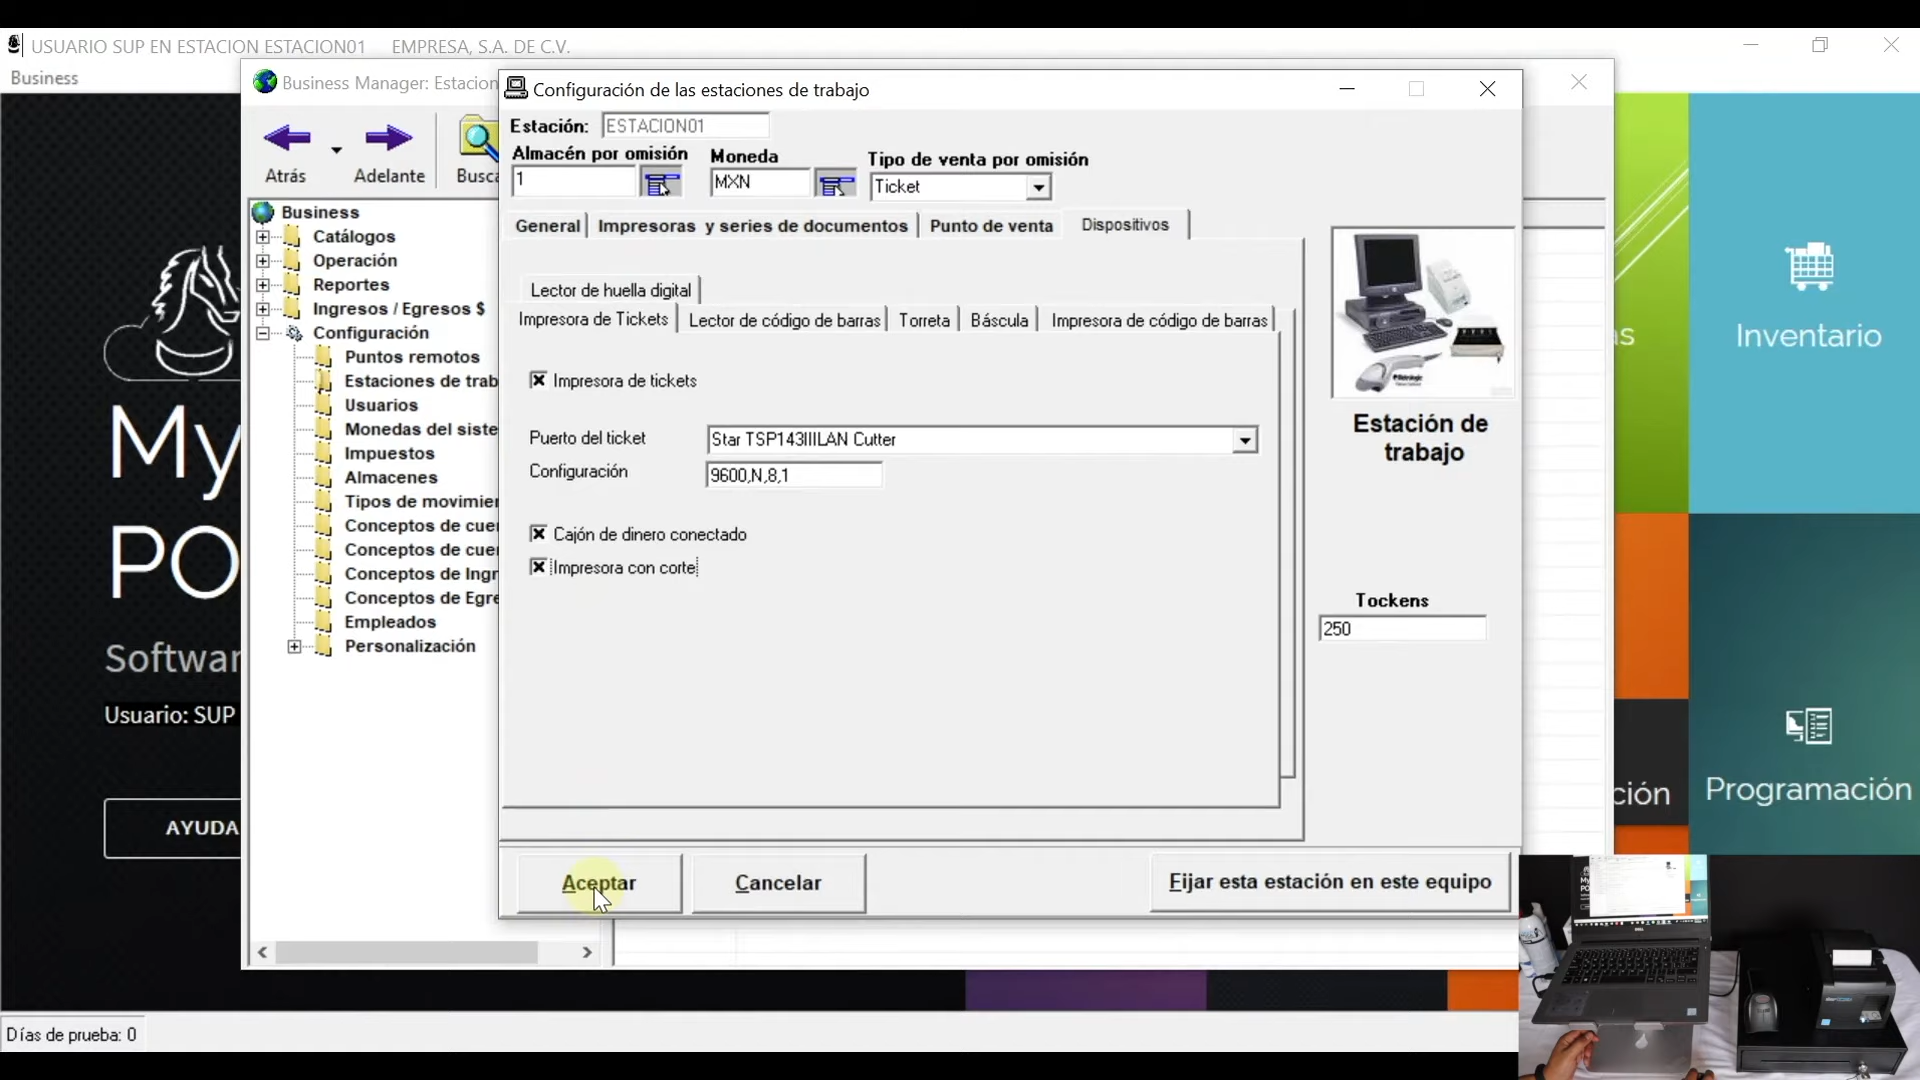 USUARIO SUP EN ESTACION ESTACION01 EMPRESA, S.A. DE C.V.
Business
Business Manager: Estacion
Atrás
Adelante
Busca
Business
Catálogos
Operación
Reportes
Ingresos / Egresos $
Configuración
Puntos remotos
Estaciones de trab
Usuarios
Monedas del siste
Impuestos
Almacenes
Tipos de movimier
Conceptos de cuer
Conceptos de cuer
Conceptos de Ingr
Conceptos de Egre
Empleados
Personalización
Configuración de las estaciones de trabajo
Estación: ESTACION01
Almacén por omisión Moneda Tipo de venta por omisión
1 MXN Ticket
General Impresoras y series de documentos Punto de venta Dispositivos
Lector de huella digital
Impresora de Tickets Lector de código de barras Torreta Báscula Impresora de código de barras
Impresora de tickets
Puerto del ticket Star TSP143IIILAN Cutter
Configuración 9600,N,8,1
Cajón de dinero conectado
Impresora con corte
Estación de
trabajo
Tockens
250
Aceptar Cancelar Fijar esta estación en este equipo
My
PO
Softwar
Usuario: SUP
AYUDA
as
Inventario
ción
Programación
Días de prueba: 0